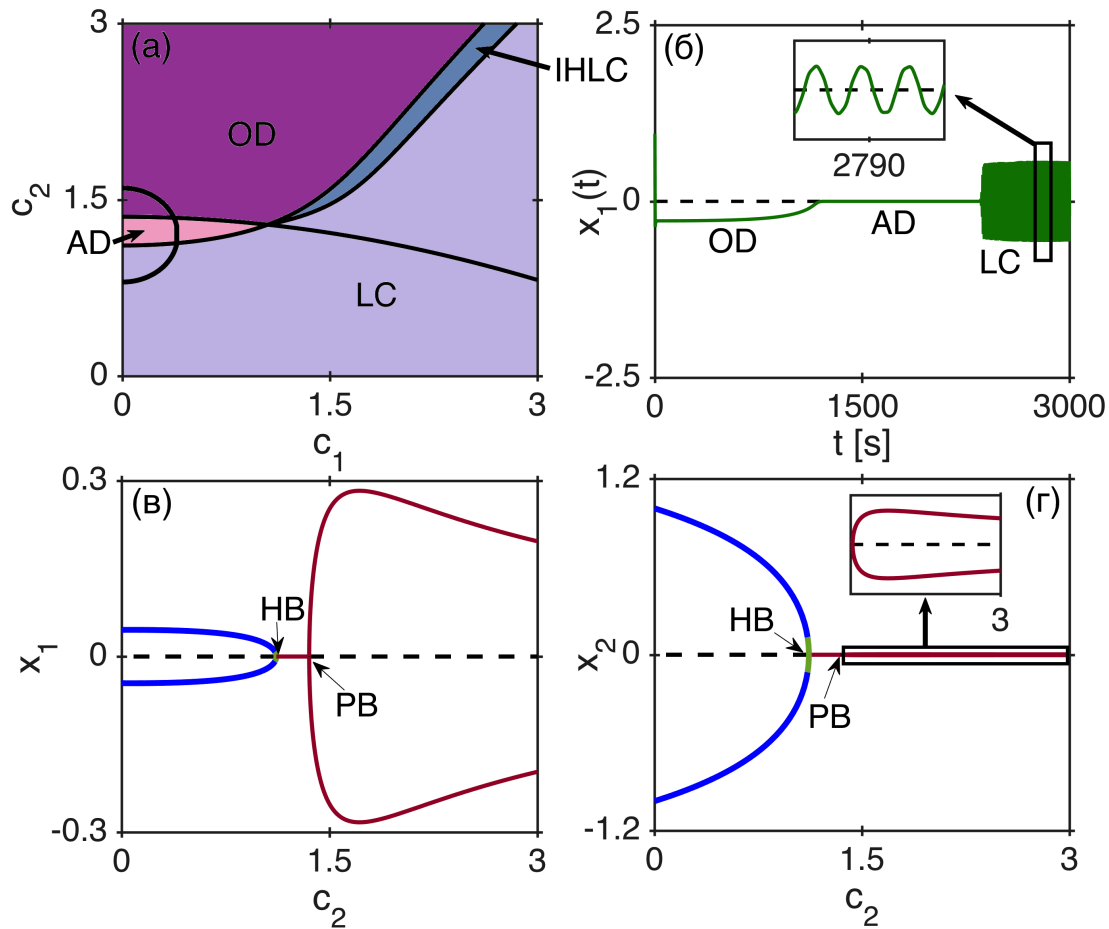 3
(а)
IHLC
OD
1.5
c2
AD
LC
0
0
1.5
3
c1
2.5
(б)
2790
x1(t)
0
OD
AD
LC
-2.5
0
1500
3000
t [s]
0.3
(в)
HB
x1
0
PB
-0.3
0
1.5
3
c2
1.2
(г)
3
HB
x2
0
PB
-1.2
0
1.5
3
c2